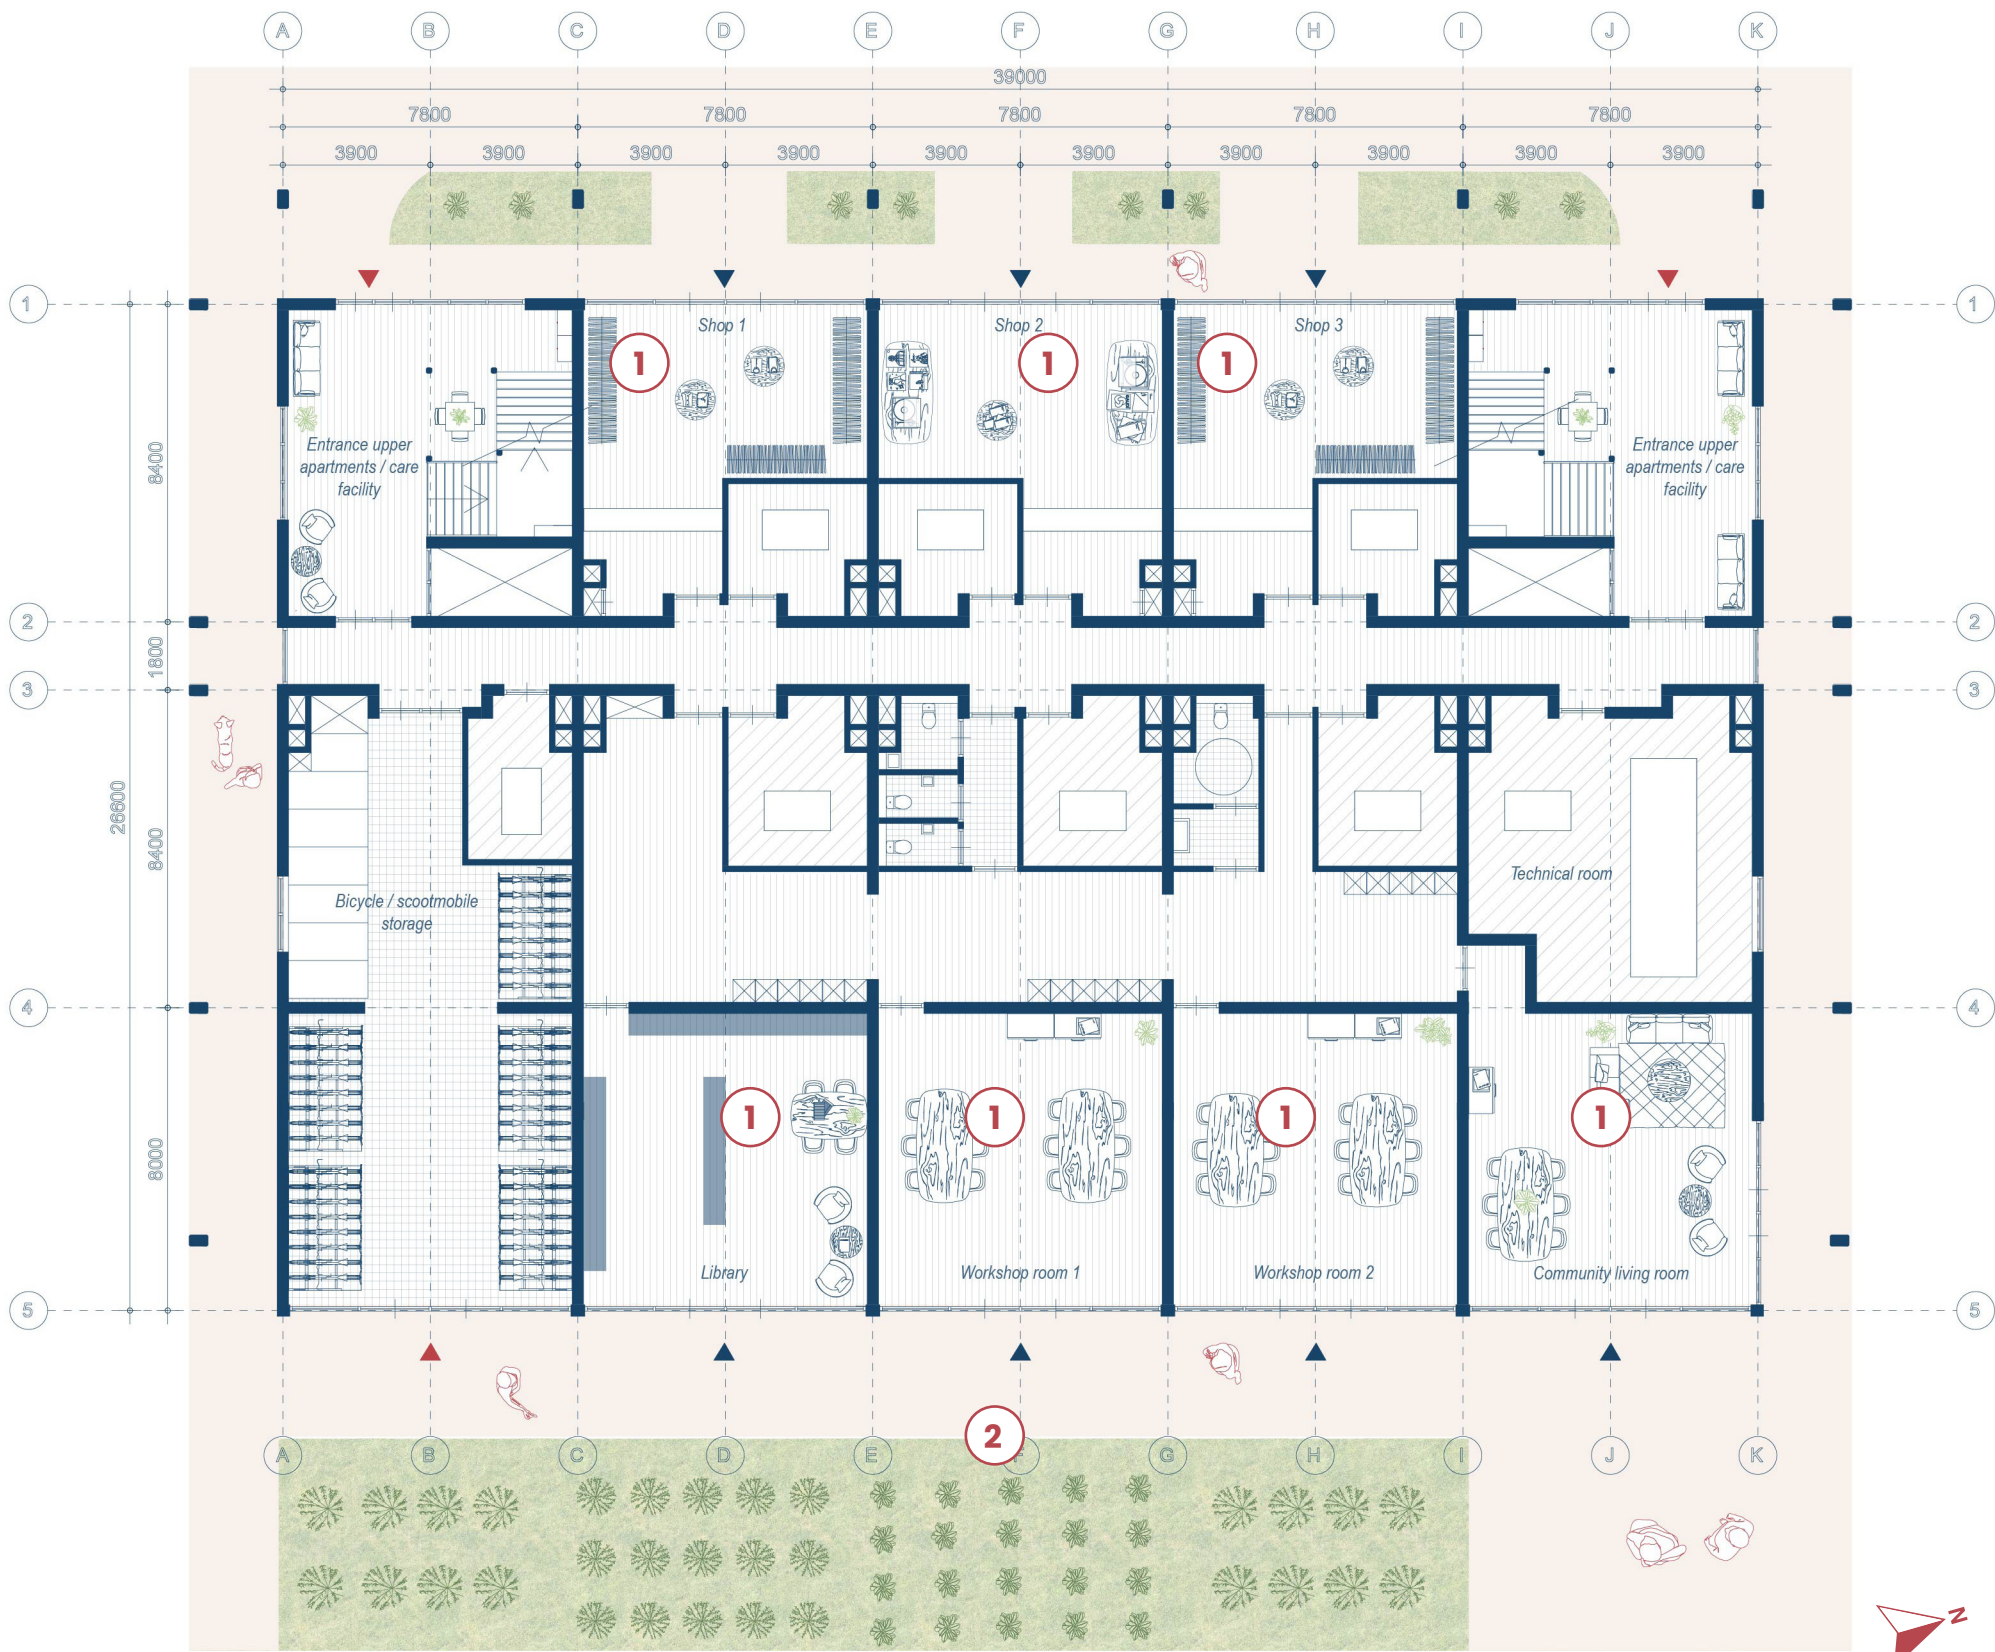 A B C D E F G H I J K
39000
7800 7800 7800 7800 7800
3900 3900 3900 3900 3900 3900 3900 3900 3900 3900
1 1
Shop 1 Shop 2 Shop 3
1 1 1
Entrance upper
apartments / care
facility
Entrance upper
apartments / care
facility
8400
2 2
1800
3 3
26600
8400
Technical room
Bicycle / scootmobile
storage
4 4
1 1 1 1
8000
Library Workshop room 1 Workshop room 2 Community living room
5 5
2
A B C D E F G H I J K
N